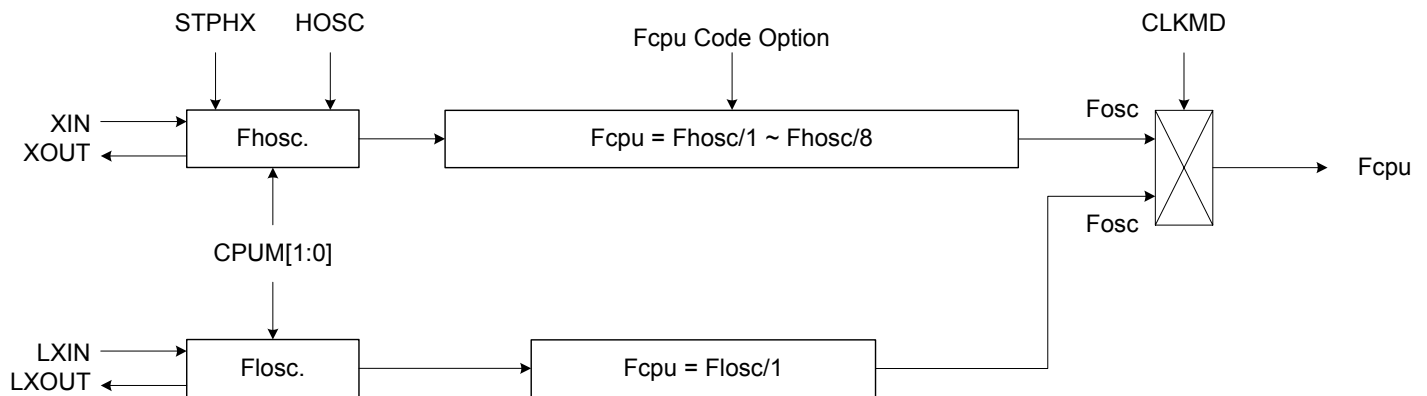 STPHX HOSC
Fcpu Code Option
CLKMD
XIN
XOUT
Fhosc.
Fcpu = Fhosc/1 ~ Fhosc/8
Fosc
Fosc
Fcpu
CPUM[1:0]
LXIN
LXOUT
Flosc.
Fcpu = Flosc/1